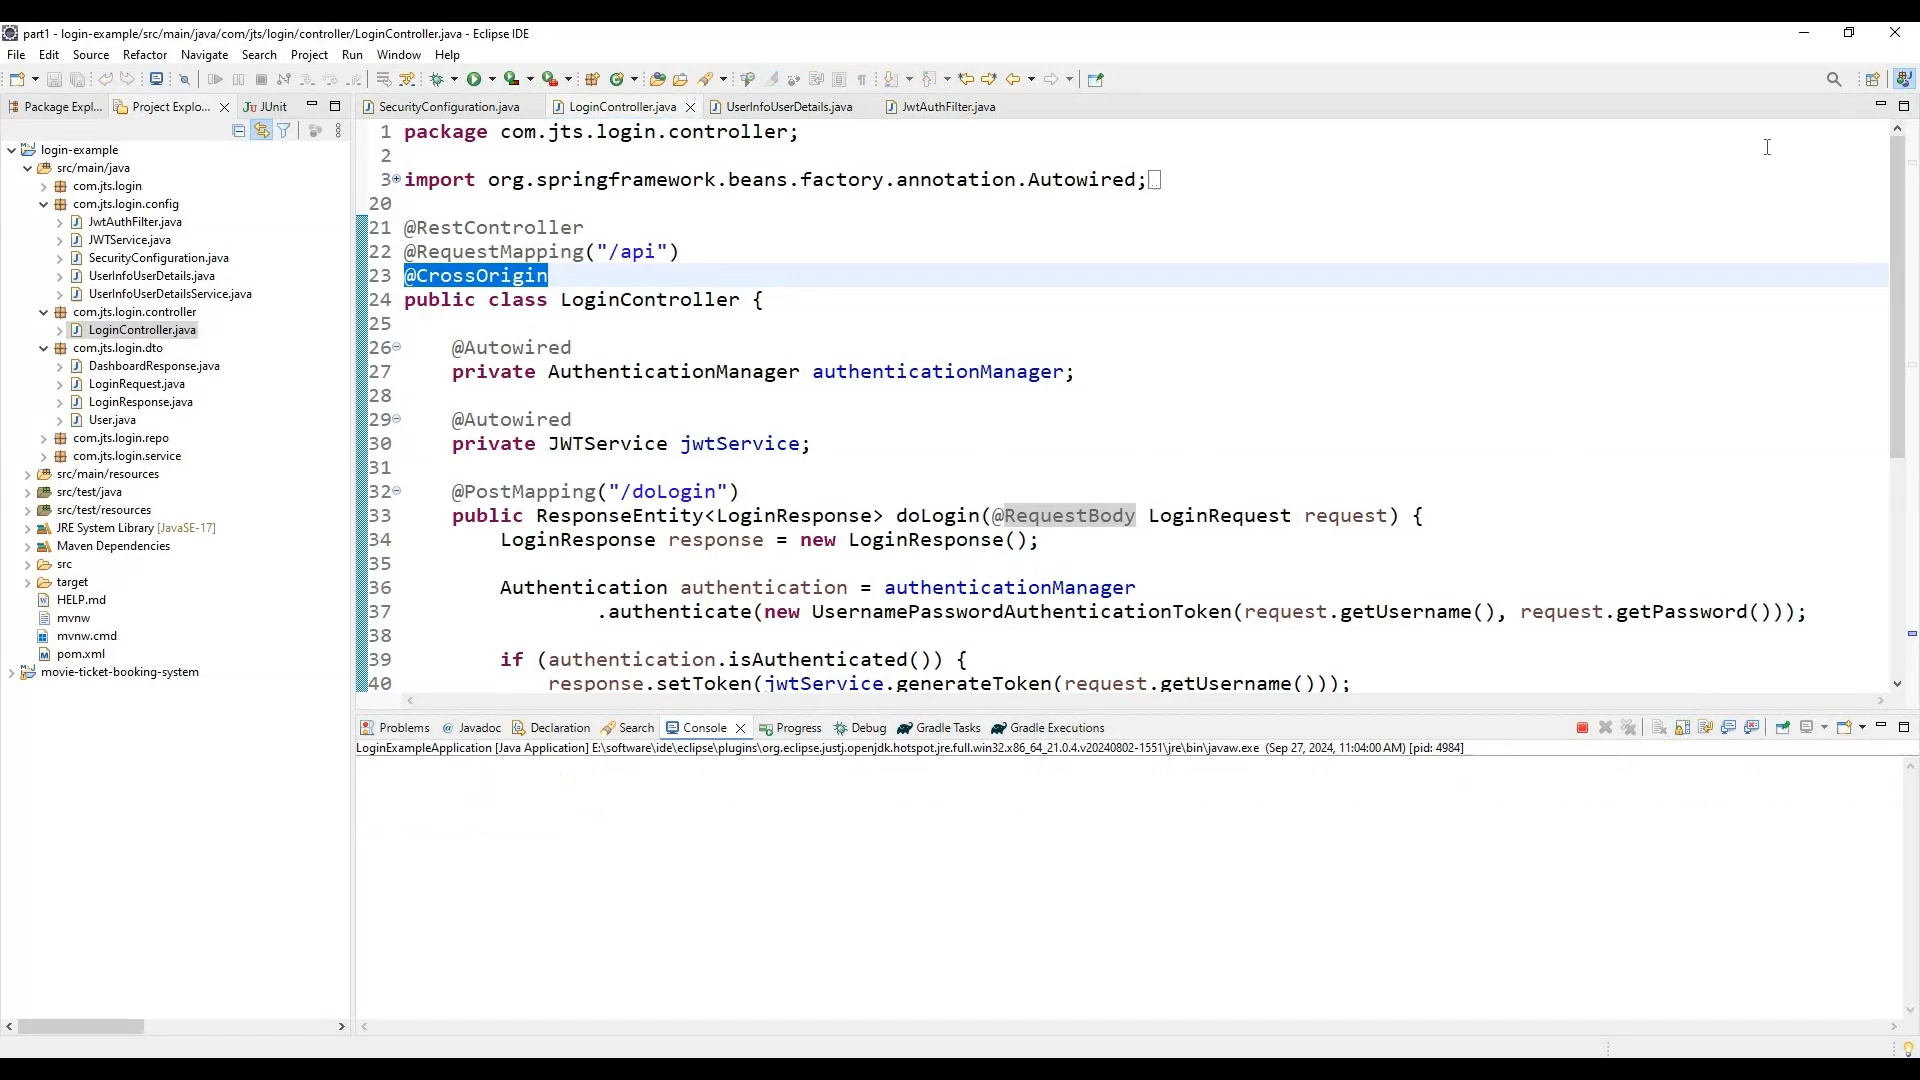 part1 - login-example/src/main/java/com/jts/login/controller/LoginController.java - Eclipse IDE
File Edit Source Refactor Navigate Search Project Run Window Help
Package Expl... Project Explo... JUnit
SecurityConfiguration.java LoginController.java UserInfoUserDetails.java JwtAuthFilter.java
login-example
src/main/java
com.jts.login
com.jts.login.config
JwtAuthFilter.java
JWTService.java
SecurityConfiguration.java
UserInfoUserDetails.java
UserInfoUserDetailsService.java
com.jts.login.controller
LoginController.java
com.jts.login.dto
DashboardResponse.java
LoginRequest.java
LoginResponse.java
User.java
com.jts.login.repo
com.jts.login.service
src/main/resources
src/test/java
src/test/resources
JRE System Library [JavaSE-17]
Maven Dependencies
src
target
HELP.md
mvnw
mvnw.cmd
pom.xml
movie-ticket-booking-system
1 package com.jts.login.controller;
2
3 import org.springframework.beans.factory.annotation.Autowired;
20
21 @RestController
22 @RequestMapping("/api")
23 @CrossOrigin
24 public class LoginController {
25
26 @Autowired
27 private AuthenticationManager authenticationManager;
28
29 @Autowired
30 private JWTService jwtService;
31
32 @PostMapping("/doLogin")
33 public ResponseEntity<LoginResponse> doLogin(@RequestBody LoginRequest request) {
34 LoginResponse response = new LoginResponse();
35
36 Authentication authentication = authenticationManager
37 .authenticate(new UsernamePasswordAuthenticationToken(request.getUsername(), request.getPassword()));
38
39 if (authentication.isAuthenticated()) {
40 response.setToken(jwtService.generateToken(request.getUsername()));
Problems Javadoc Declaration Search Console Progress Debug Gradle Tasks Gradle Executions
LoginExampleApplication [Java Application] E:\software\ide\eclipse\plugins\org.eclipse.justj.openjdk.hotspot.jre.full.win32.x86_64_21.0.4.v20240802-1551\jre\bin\javaw.exe (Sep 27, 2024, 11:04:00 AM) [pid: 4984]